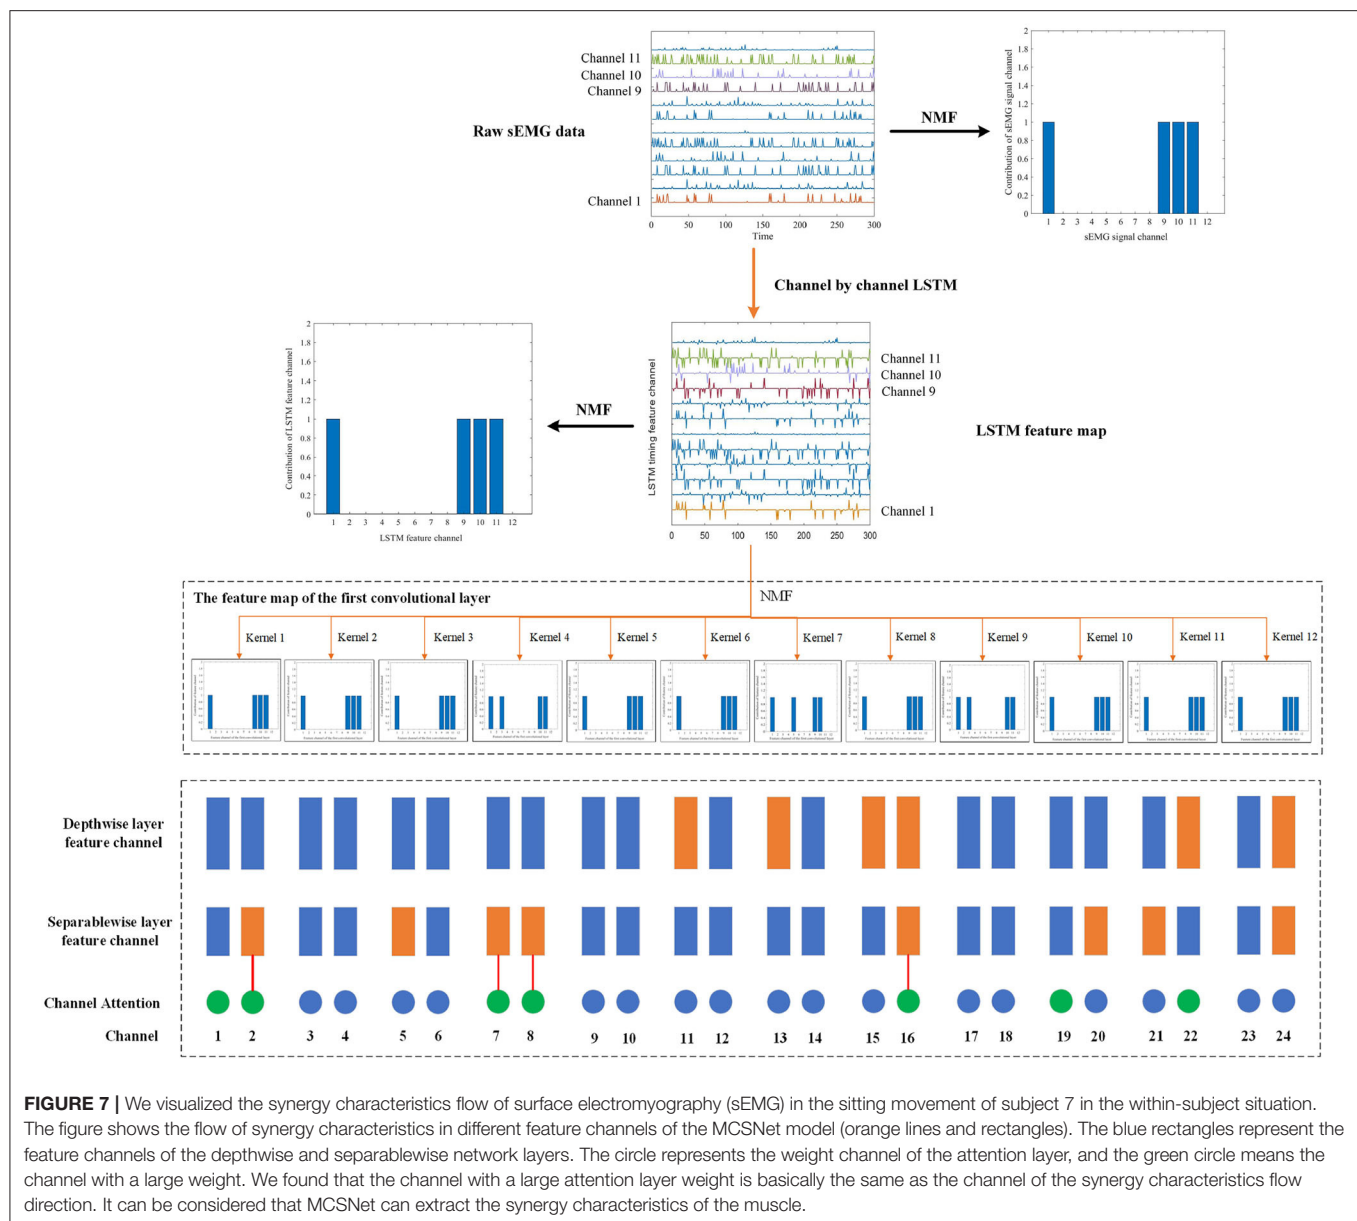 Channel 11
Channel 10
Channel 9
Raw sEMG data
Channel 1
0 50 100 150 200 250 300
Time
NMF
Contribution of sEMG signal channel
2
1.8
1.6
1.4
1.2
1
0.8
0.6
0.4
0.2
0
1 2 3 4 5 6 7 8 9 10 11 12
sEMG signal channel
Channel by channel LSTM
Contribution of LSTM feature channel
2
1.8
1.6
1.4
1.2
1
0.8
0.6
0.4
0.2
0
1 2 3 4 5 6 7 8 9 10 11 12
LSTM feature channel
NMF
LSTM timing feature channel
Channel 11
Channel 10
Channel 9
LSTM feature map
Channel 1
0 50 100 150 200 250 300
The feature map of the first convolutional layer
NMF
Kernel 1 Kernel 2 Kernel 3 Kernel 4 Kernel 5 Kernel 6 Kernel 7 Kernel 8 Kernel 9 Kernel 10 Kernel 11 Kernel 12
Depthwise layer
feature channel
Separablewise layer
feature channel
Channel Attention
Channel 1 2 3 4 5 6 7 8 9 10 11 12 13 14 15 16 17 18 19 20 21 22 23 24
FIGURE 7 | We visualized the synergy characteristics flow of surface electromyography (sEMG) in the sitting movement of subject 7 in the within-subject situation.
The figure shows the flow of synergy characteristics in different feature channels of the MCSNet model (orange lines and rectangles). The blue rectangles represent the
feature channels of the depthwise and separablewise network layers. The circle represents the weight channel of the attention layer, and the green circle means the
channel with a large weight. We found that the channel with a large attention layer weight is basically the same as the channel of the synergy characteristics flow
direction. It can be considered that MCSNet can extract the synergy characteristics of the muscle.